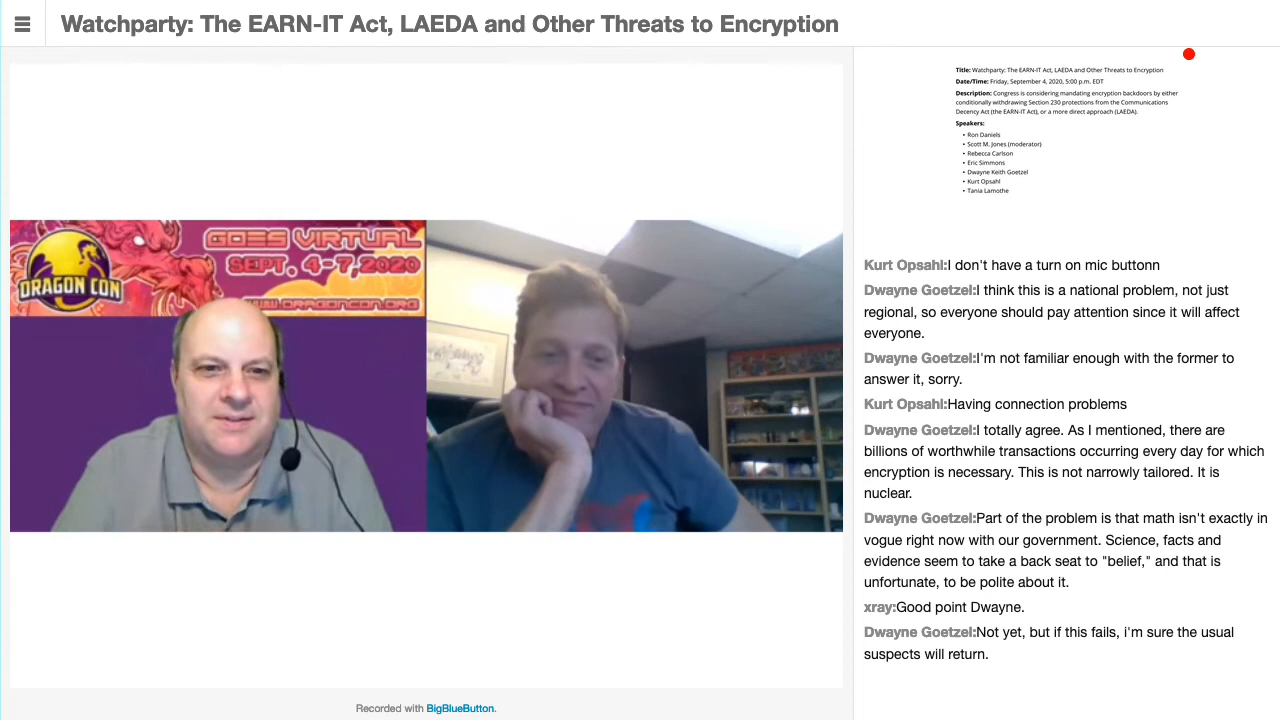 Watchparty: The EARN-IT Act, LAEDA and Other Threats to Encryption
GOES VIRTUAL
SEPT. 4-7, 2020
DRAGON CON
WWW.DRAGONCON.ORG
Recorded with BigBlueButton.
Title: Watchparty: The EARN-IT Act, LAEDA and Other Threats to Encryption
Date/Time: Friday, September 4, 2020, 5:00 p.m. EDT
Description: Congress is considering mandating encryption backdoors by either
conditionally withdrawing Section 230 protections from the Communications
Decency Act (the EARN-IT Act), or a more direct approach (LAEDA).
Speakers:
• Ron Daniels
• Scott M. Jones (moderator)
• Rebecca Carlson
• Eric Simmons
• Dwayne Keith Goetzel
• Kurt Opsahl
• Tania Lamothe
Kurt Opsahl:I don't have a turn on mic buttonn
Dwayne Goetzel:I think this is a national problem, not just
regional, so everyone should pay attention since it will affect
everyone.
Dwayne Goetzel:I'm not familiar enough with the former to
answer it, sorry.
Kurt Opsahl:Having connection problems
Dwayne Goetzel:I totally agree. As I mentioned, there are
billions of worthwhile transactions occurring every day for which
encryption is necessary. This is not narrowly tailored. It is
nuclear.
Dwayne Goetzel:Part of the problem is that math isn't exactly in
vogue right now with our government. Science, facts and
evidence seem to take a back seat to "belief," and that is
unfortunate, to be polite about it.
xray:Good point Dwayne.
Dwayne Goetzel:Not yet, but if this fails, i'm sure the usual
suspects will return.